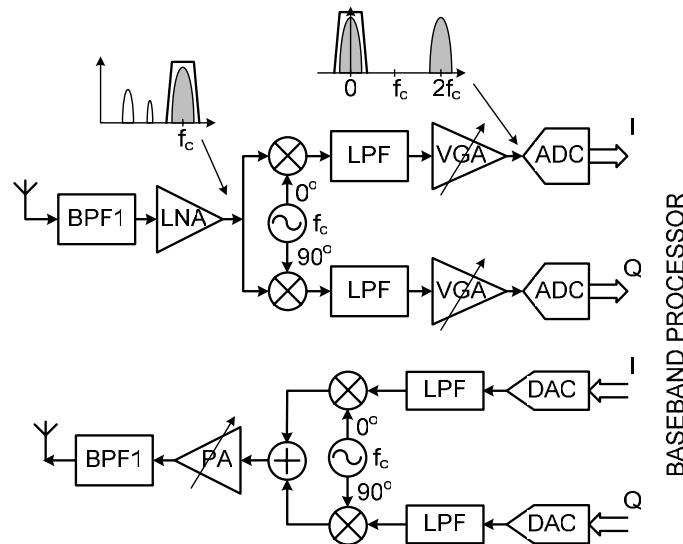 0 f_c 2f_c
f_c
I
LPF VGA ADC
0°
BPF1 LNA f_c
90°
Q
LPF VGA ADC
BASEBAND PROCESSOR
I
LPF DAC
0°
BPF1 PA f_c
90°
Q
LPF DAC